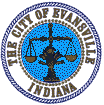 THE CITY OF EVANSVILLE
INDIANA